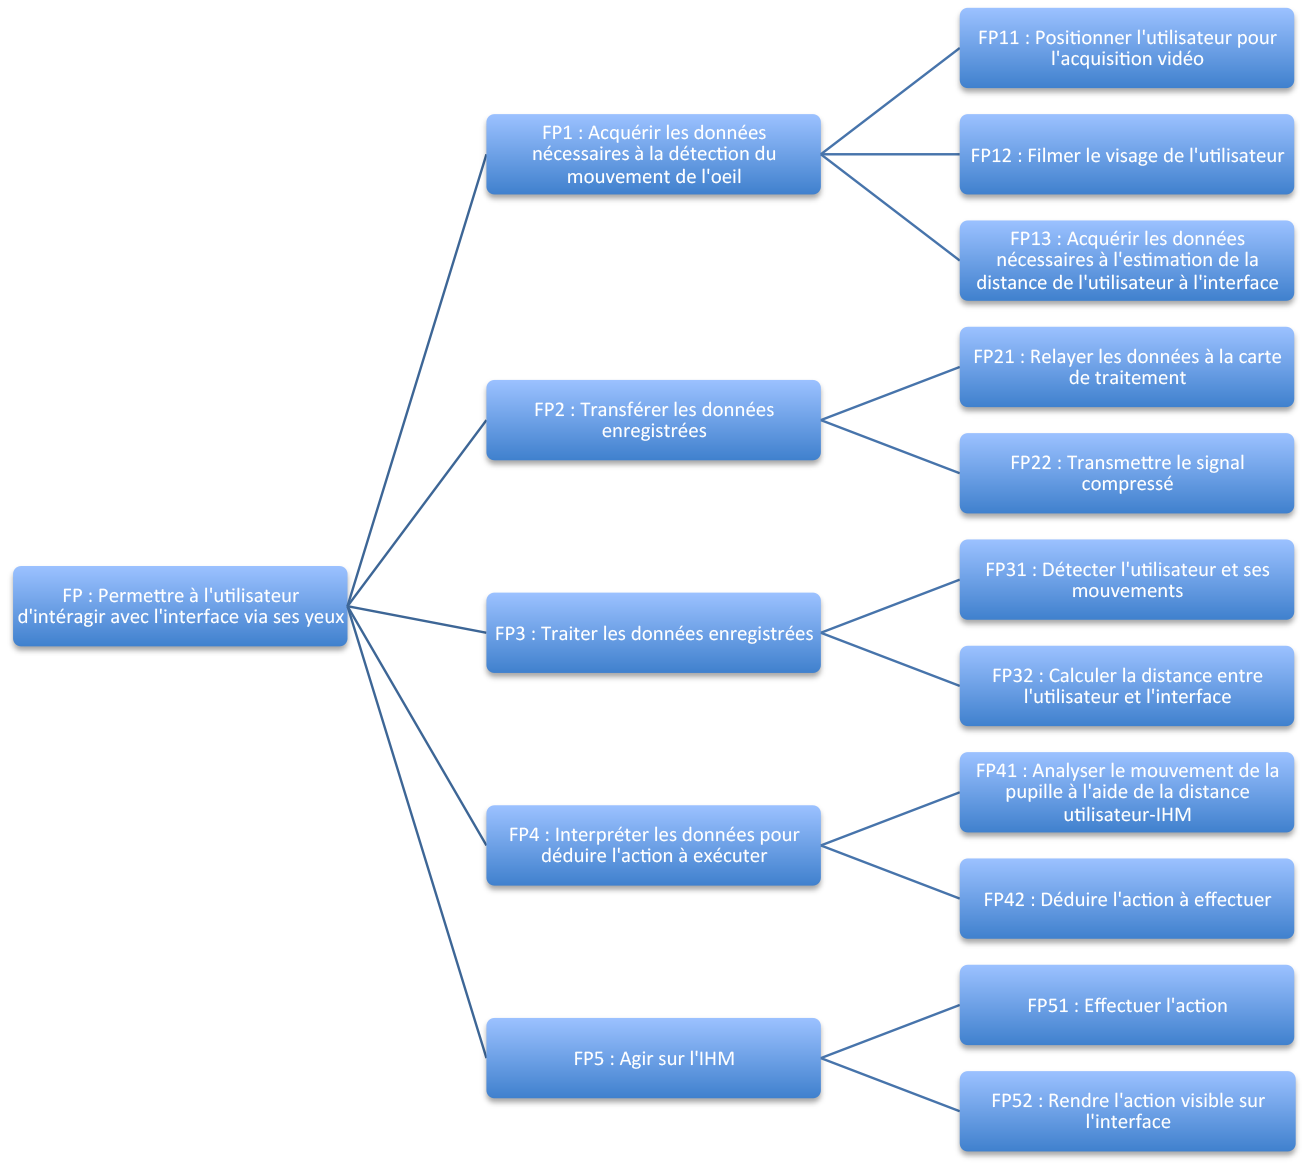 FP : Permettre à l'utilisateur
d'intéragir avec l'interface via ses yeux
FP1 : Acquérir les données
nécessaires à la détection du
mouvement de l'oeil
FP11 : Positionner l'utilisateur pour
l'acquisition vidéo
FP12 : Filmer le visage de l'utilisateur
FP13 : Acquérir les données
nécessaires à l'estimation de la
distance de l'utilisateur à l'interface
FP2 : Transférer les données
enregistrées
FP21 : Relayer les données à la carte
de traitement
FP22 : Transmettre le signal
compressé
FP3 : Traiter les données enregistrées
FP31 : Détecter l'utilisateur et ses
mouvements
FP32 : Calculer la distance entre
l'utilisateur et l'interface
FP4 : Interpréter les données pour
déduire l'action à exécuter
FP41 : Analyser le mouvement de la
pupille à l'aide de la distance
utilisateur-IHM
FP42 : Déduire l'action à effectuer
FP5 : Agir sur l'IHM
FP51 : Effectuer l'action
FP52 : Rendre l'action visible sur
l'interface